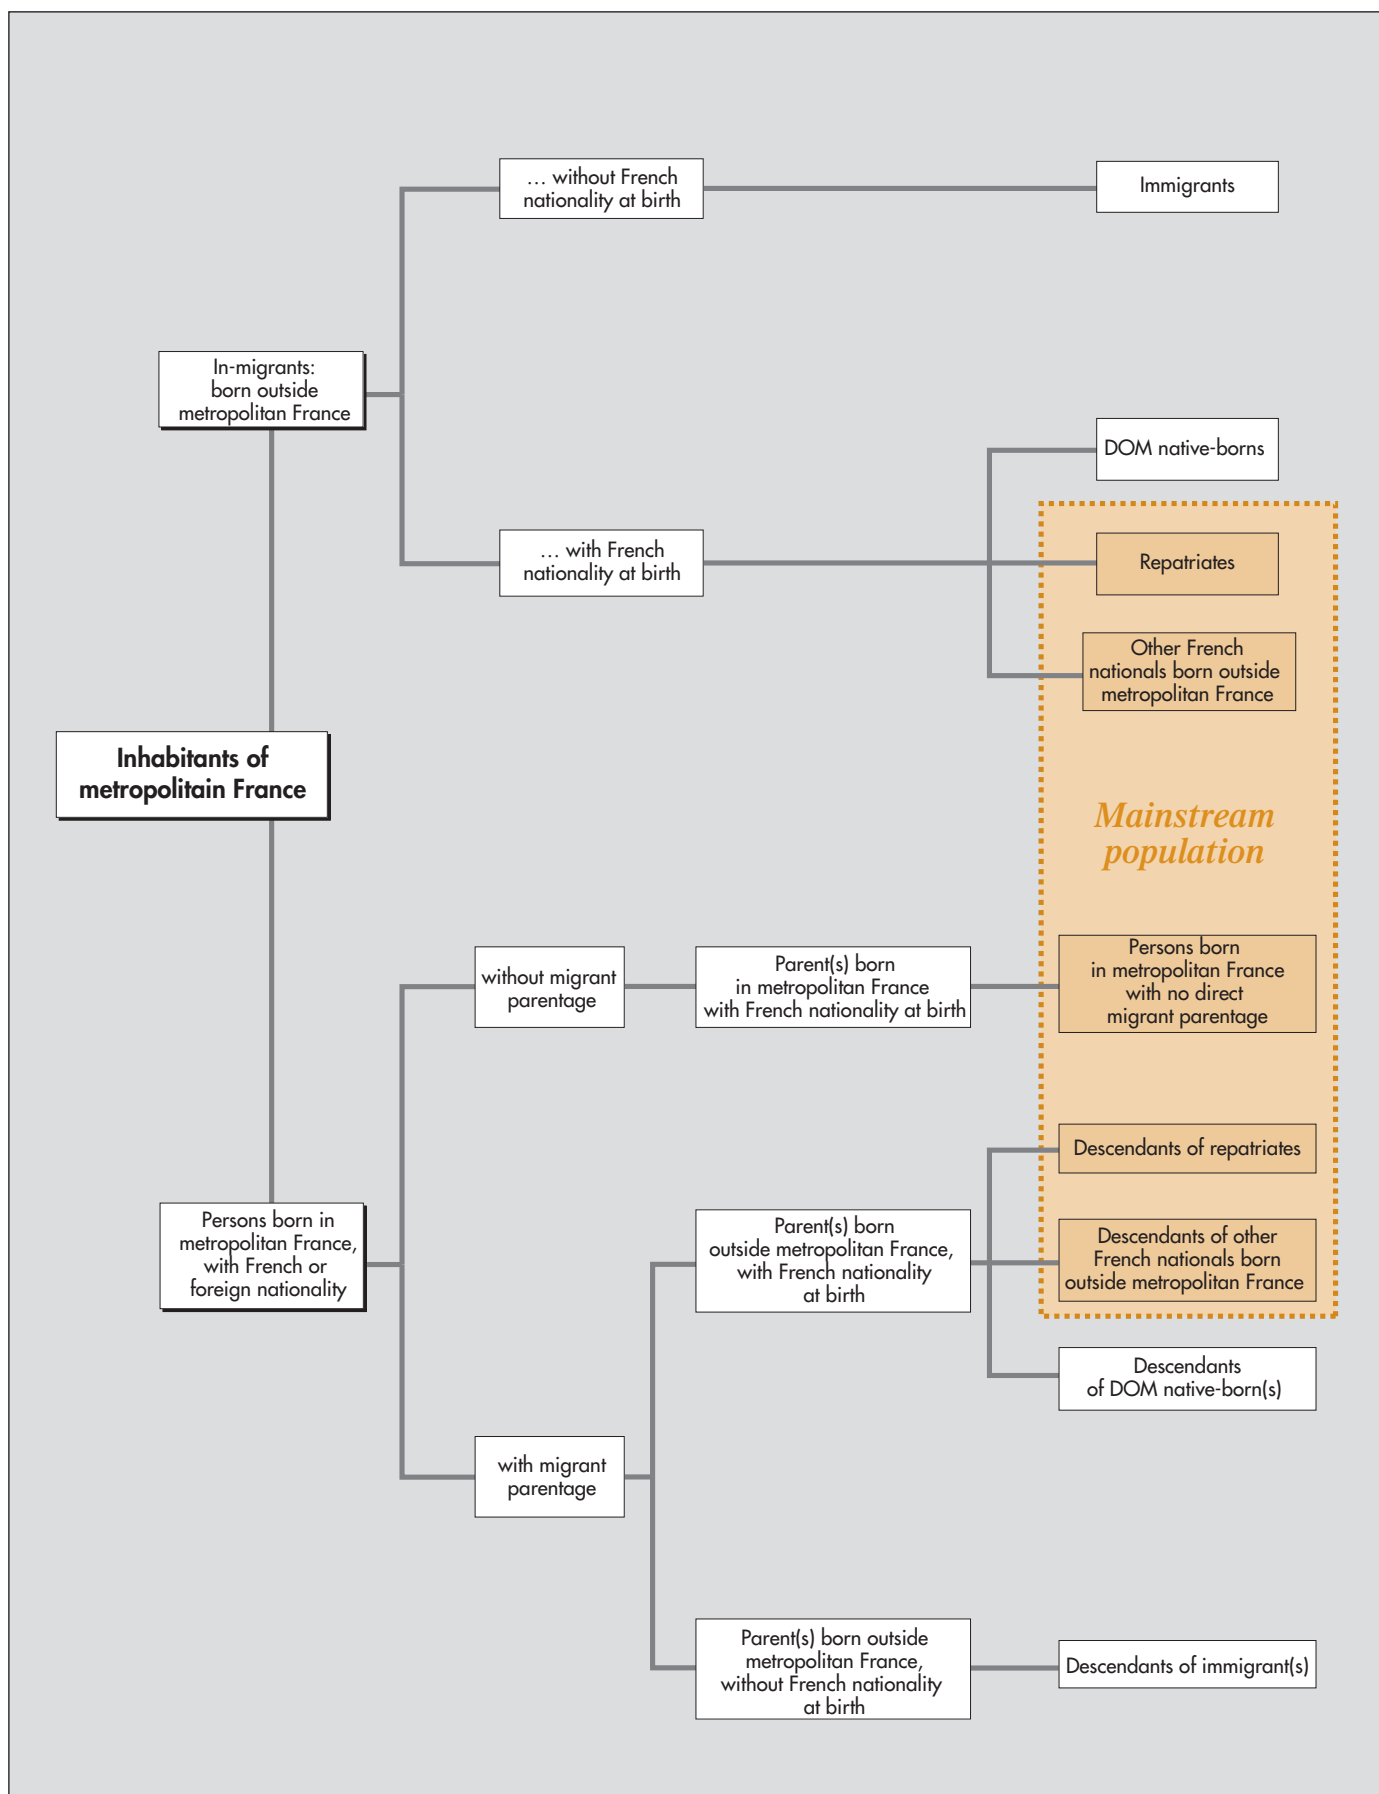 … without French
nationality at birth
Immigrants
In-migrants:
born outside
metropolitan France
DOM native-borns
… with French
nationality at birth
Repatriates
Other French
nationals born outside
metropolitan France
Inhabitants of
metropolitain France
Mainstream
population
without migrant
parentage
Parent(s) born
in metropolitan France
with French nationality at birth
Persons born
in metropolitan France
with no direct
migrant parentage
Descendants of repatriates
Persons born in
metropolitan France,
with French or
foreign nationality
Parent(s) born
outside metropolitan France,
with French nationality
at birth
Descendants of other
French nationals born
outside metropolitan France
Descendants
of DOM native-born(s)
with migrant
parentage
Parent(s) born outside
metropolitan France,
without French nationality
at birth
Descendants of immigrant(s)